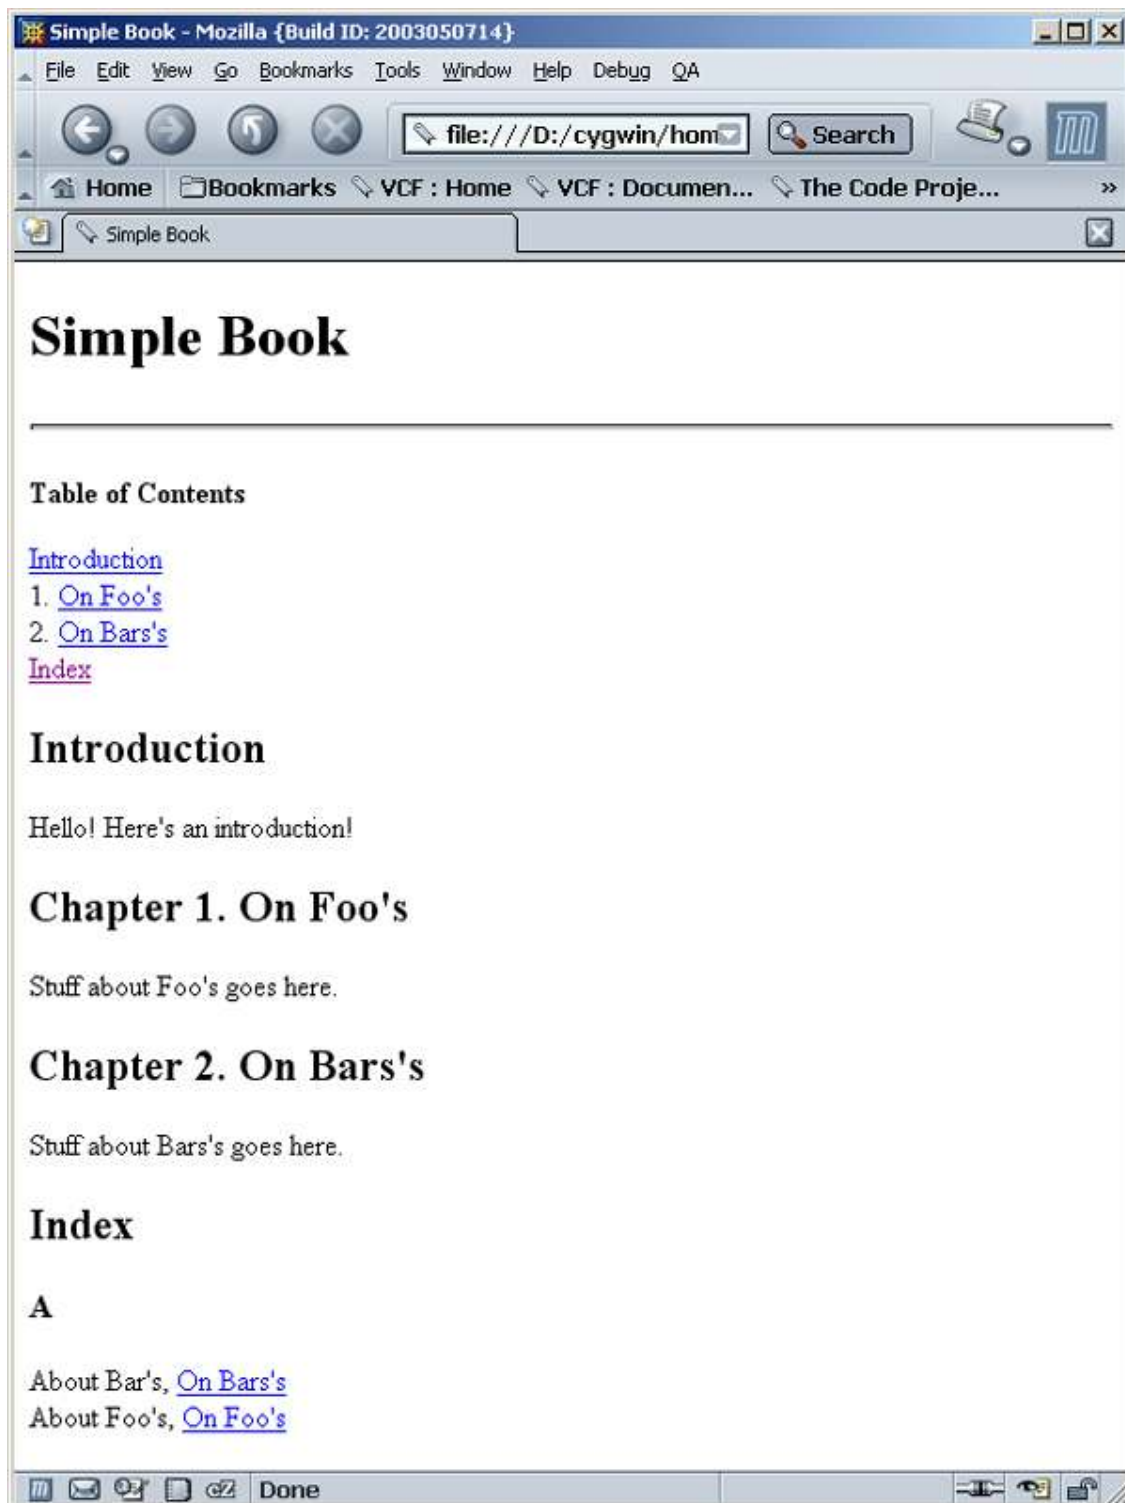 Simple Book - Mozilla {Build ID: 2003050714}
File Edit View Go Bookmarks Tools Window Help Debug QA
file:///D:/cygwin/hom Search
Home Bookmarks VCF : Home VCF : Documen... The Code Proje... »
Simple Book
Simple Book
Table of Contents
Introduction
1. On Foo's
2. On Bars's
Index
Introduction
Hello! Here's an introduction!
Chapter 1. On Foo's
Stuff about Foo's goes here.
Chapter 2. On Bars's
Stuff about Bars's goes here.
Index
A
About Bar's, On Bars's
About Foo's, On Foo's
Done